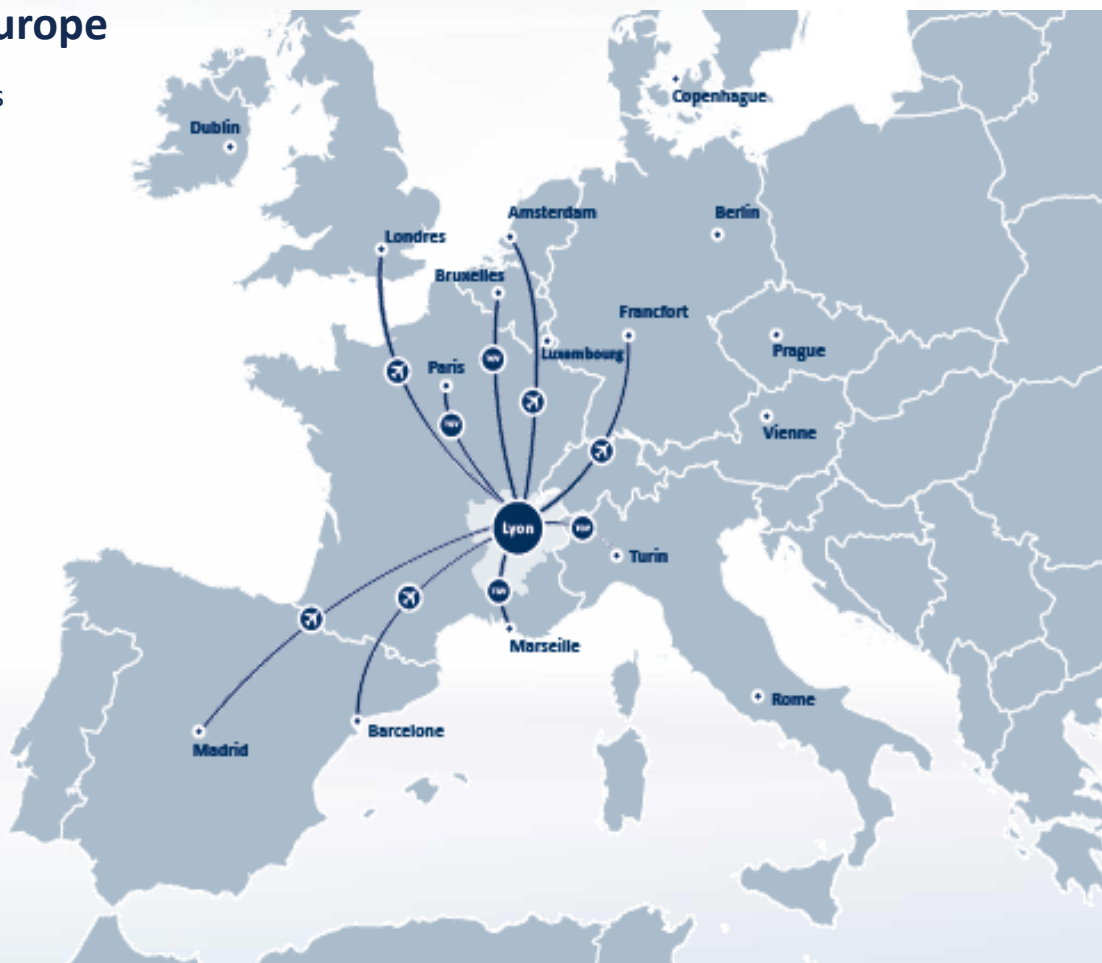 urope
s
Copenhague
Dublin
Amsterdam
Berlin
Londres
Bruxelles
Francfort
Luxembourg
Prague
Paris
Vienne
Lyon
Turin
Marseille
Rome
Barcelone
Madrid